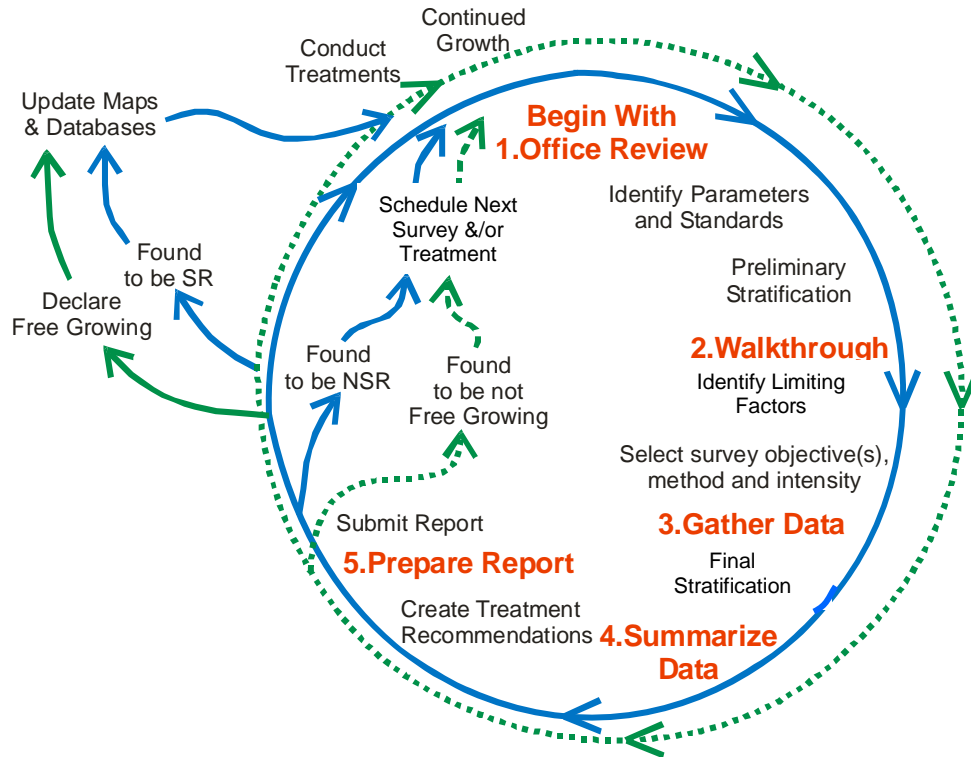 Continued
Growth
Conduct
Treatments
Update Maps
& Databases
Begin With
1.Office Review
Identify Parameters
and Standards
Schedule Next
Survey &/or
Treatment
Found
to be SR
Preliminary
Stratification
Declare
Free Growing
2.Walkthrough
Found
to be NSR
Found
to be not
Free Growing
Identify Limiting
Factors
Select survey objective(s),
method and intensity
3.Gather Data
Submit Report
5.Prepare Report
Final
Stratification
Create Treatment
Recommendations
4.Summarize
Data